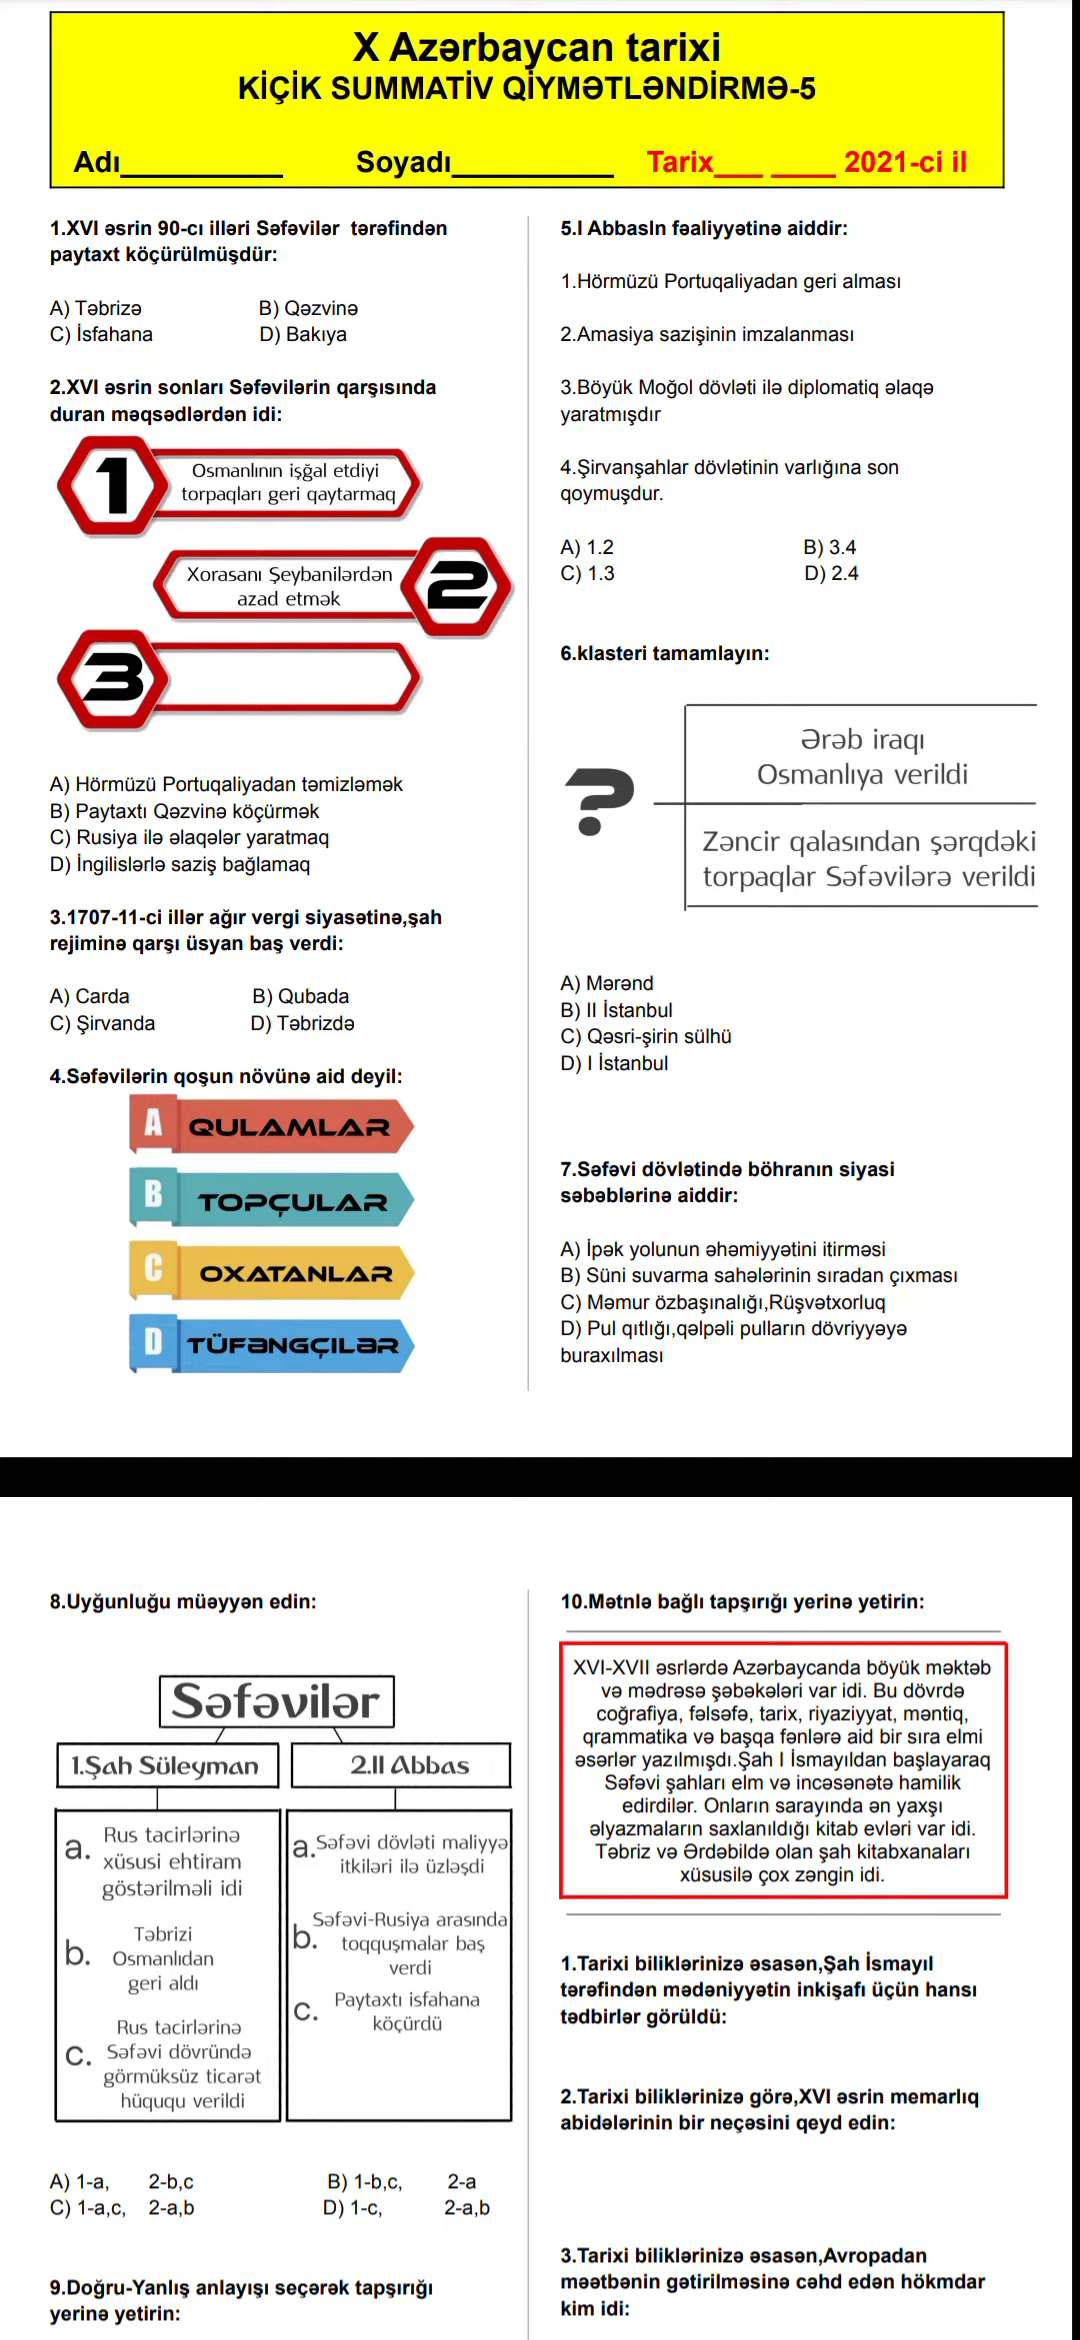 X Azərbaycan tarixi
KİÇİK SUMMATİV QİYMƏTLƏNDİRMƏ-5
Adı___________ Soyadı___________ Tarix___ ____ 2021-ci il
1.XVI əsrin 90-cı illəri Səfəvilər tərəfindən
paytaxt köçürülmüşdür:
A) Təbrizə B) Qəzvinə
C) İsfahana D) Bakıya
2.XVI əsrin sonları Səfəvilərin qarşısında
duran məqsədlərdən idi:
1
Osmanlının işğal etdiyi
torpaqları geri qaytarmaq
Xorasanı Şeybanilərdən
azad etmək
2
3
A) Hörmüzü Portuqaliyadan təmizləmək
B) Paytaxtı Qəzvinə köçürmək
C) Rusiya ilə əlaqələr yaratmaq
D) İngilislərlə saziş bağlamaq
3.1707-11-ci illər ağır vergi siyasətinə,şah
rejiminə qarşı üsyan baş verdi:
A) Carda B) Qubada
C) Şirvanda D) Təbrizdə
4.Səfəvilərin qoşun növünə aid deyil:
A QULAMLAR
B TOPÇULAR
C OXATANLAR
D TÜFƏNGÇILƏR
5.I AbbasIn fəaliyyətinə aiddir:
1.Hörmüzü Portuqaliyadan geri alması
2.Amasiya sazişinin imzalanması
3.Böyük Moğol dövləti ilə diplomatiq əlaqə
yaratmışdır
4.Şirvanşahlar dövlətinin varlığına son
qoymuşdur.
A) 1.2 B) 3.4
C) 1.3 D) 2.4
6.klasteri tamamlayın:
?
Ərəb iraqı
Osmanlıya verildi
Zəncir qalasından şərqdəki
torpaqlar Səfəvilərə verildi
A) Mərənd
B) II İstanbul
C) Qəsri-şirin sülhü
D) I İstanbul
7.Səfəvi dövlətində böhranın siyasi
səbəblərinə aiddir:
A) İpək yolunun əhəmiyyətini itirməsi
B) Süni suvarma sahələrinin sıradan çıxması
C) Məmur özbaşınalığı,Rüşvətxorluq
D) Pul qıtlığı,qəlpəli pulların dövriyyəyə
buraxılması
8.Uyğunluğu müəyyən edin:
Səfəvilər
1.Şah Süleyman
2.II Abbas
a. Rus tacirlərinə
xüsusi ehtiram
göstərilməli idi
b. Təbrizi
Osmanlıdan
geri aldı
c. Rus tacirlərinə
Səfəvi dövründə
görmüksüz ticarət
hüququ verildi
a. Səfəvi dövləti maliyyə
itkiləri ilə üzləşdi
b. Səfəvi-Rusiya arasında
toqquşmalar baş
verdi
c. Paytaxtı isfahana
köçürdü
A) 1-a, 2-b,c B) 1-b,c, 2-a
C) 1-a,c, 2-a,b D) 1-c, 2-a,b
9.Doğru-Yanlış anlayışı seçərək tapşırığı
yerinə yetirin:
10.Mətnlə bağlı tapşırığı yerinə yetirin:
XVI-XVII əsrlərdə Azərbaycanda böyük məktəb
və mədrəsə şəbəkələri var idi. Bu dövrdə
coğrafiya, fəlsəfə, tarix, riyaziyyat, məntiq,
qrammatika və başqa fənlərə aid bir sıra elmi
əsərlər yazılmışdı.Şah I İsmayıldan başlayaraq
Səfəvi şahları elm və incəsənətə hamilik
edirdilər. Onların sarayında ən yaxşı
əlyazmaların saxlanıldığı kitab evləri var idi.
Təbriz və Ərdəbildə olan şah kitabxanaları
xüsusilə çox zəngin idi.
1.Tarixi biliklərinizə əsasən,Şah İsmayıl
tərəfindən mədəniyyətin inkişafı üçün hansı
tədbirlər görüldü:
2.Tarixi biliklərinizə görə,XVI əsrin memarlıq
abidələrinin bir neçəsini qeyd edin:
3.Tarixi biliklərinizə əsasən,Avropadan
məətbənin gətirilməsinə cəhd edən hökmdar
kim idi: